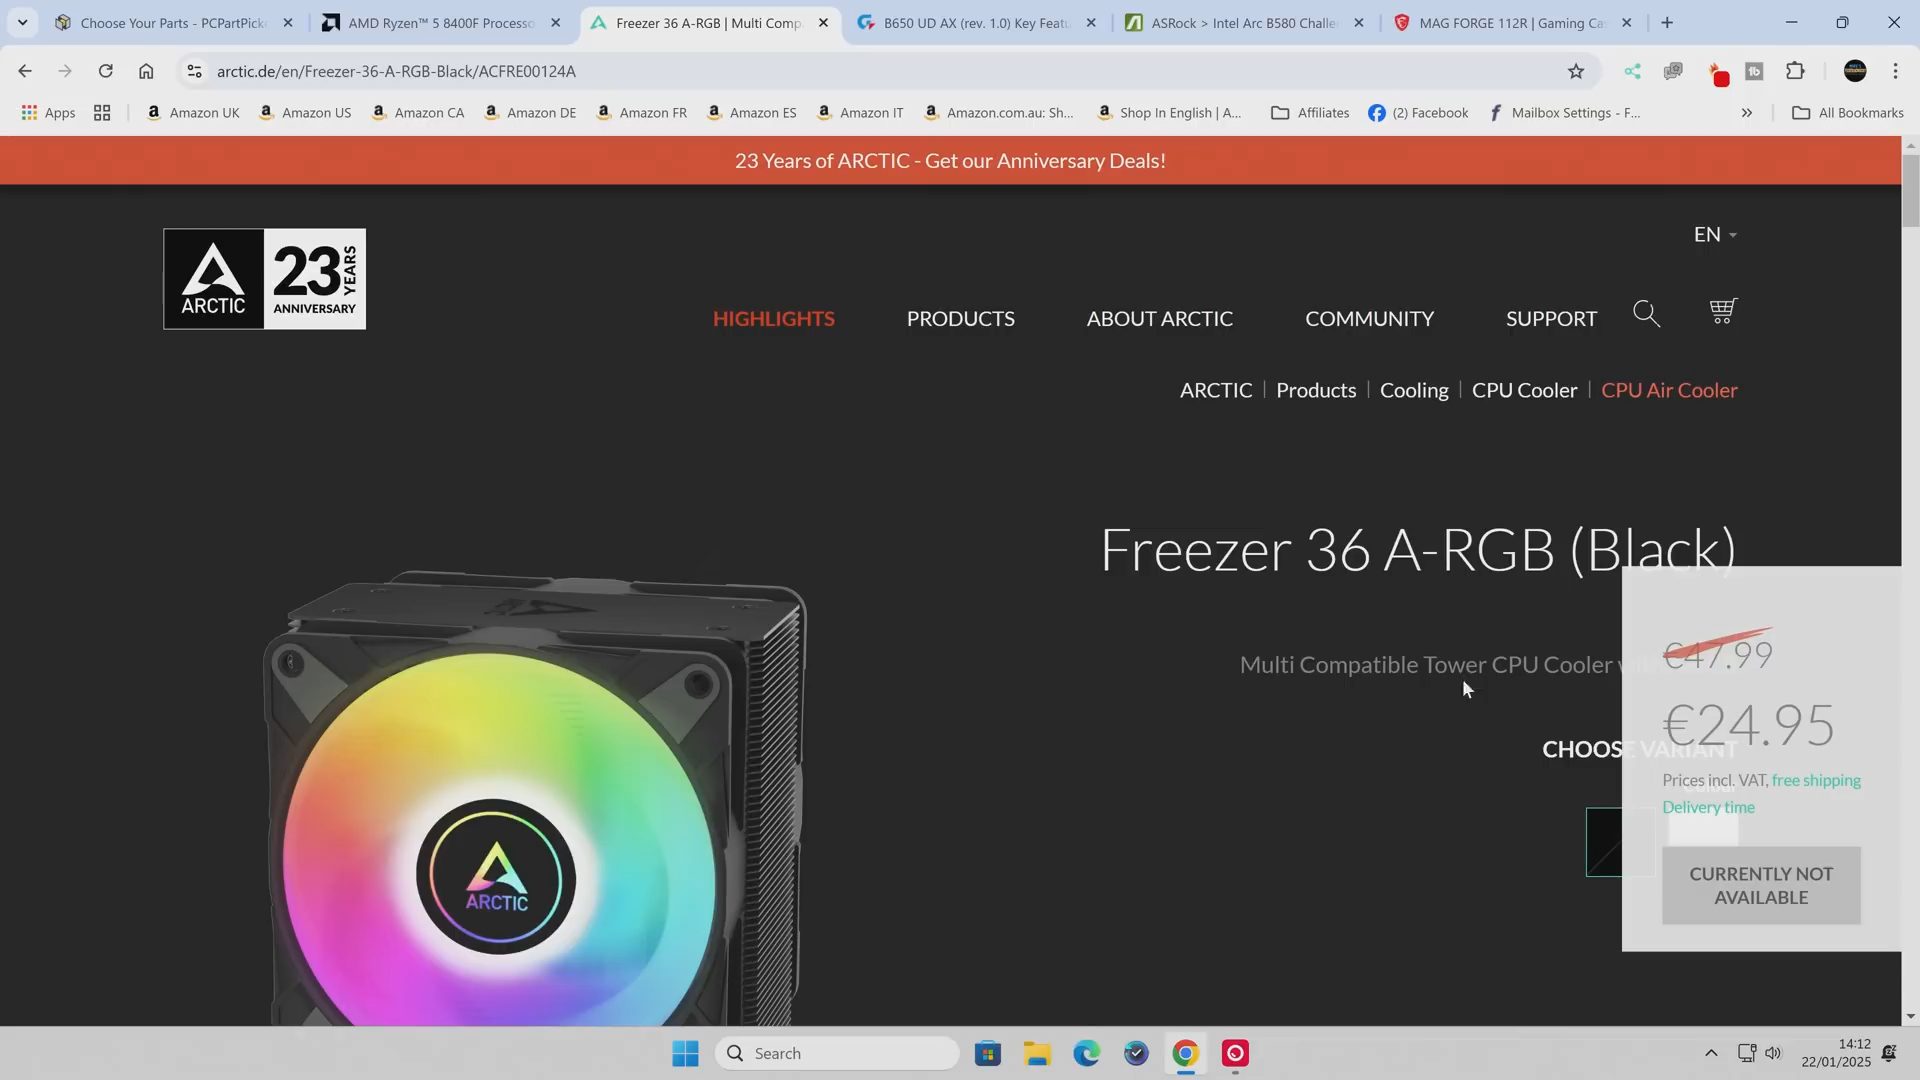 Choose Your Parts - PCPartPicke
AMD Ryzen™ 5 8400F Processo
Freezer 36 A-RGB | Multi Comp
B650 UD AX (rev. 1.0) Key Featu
ASRock > Intel Arc B580 Challe
MAG FORGE 112R | Gaming Ca
arctic.de/en/Freezer-36-A-RGB-Black/ACFRE00124A
Apps
Amazon UK
Amazon US
Amazon CA
Amazon DE
Amazon FR
Amazon ES
Amazon IT
Amazon.com.au: Sh...
Shop In English | A...
Affiliates
(2) Facebook
Mailbox Settings - F...
All Bookmarks
23 Years of ARCTIC - Get our Anniversary Deals!
ARCTIC
23 YEARS
ANNIVERSARY
EN
HIGHLIGHTS
PRODUCTS
ABOUT ARCTIC
COMMUNITY
SUPPORT
ARCTIC | Products | Cooling | CPU Cooler | CPU Air Cooler
Freezer 36 A-RGB (Black)
€47.99
Multi Compatible Tower CPU Cooler
€24.95
CHOOSE VARIANT
Prices incl. VAT, free shipping
Delivery time
CURRENTLY NOT
AVAILABLE
ARCTIC
Search
14:12
22/01/2025